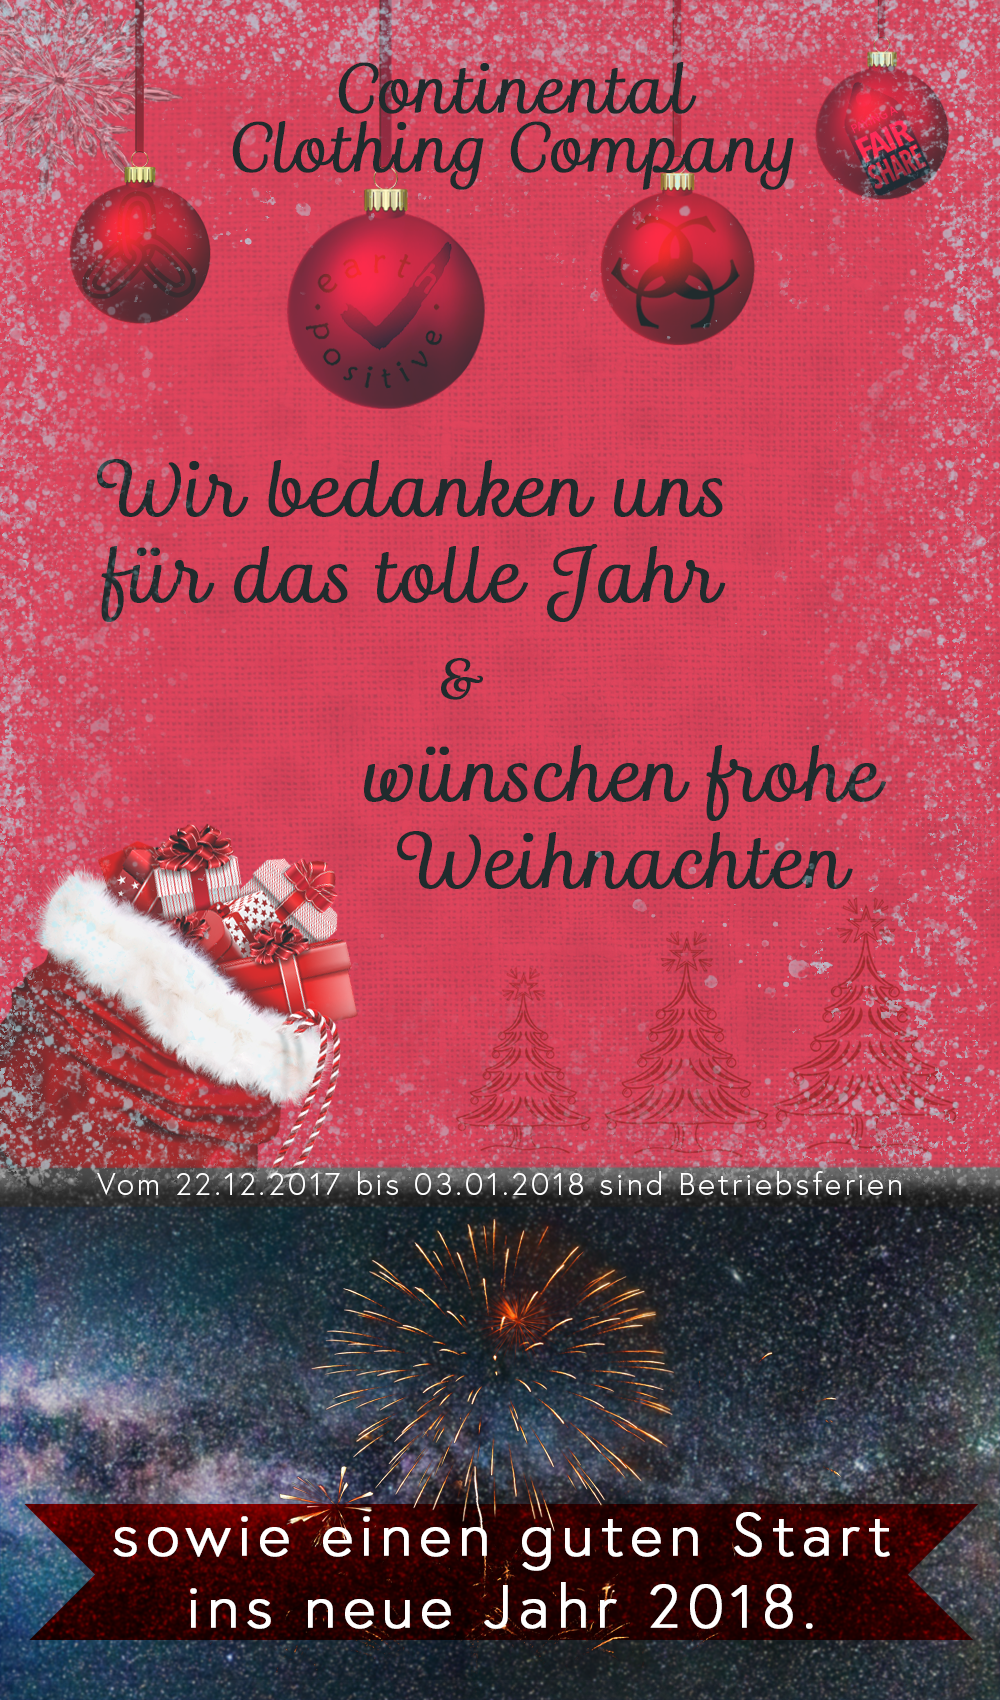 Continental
Clothing Company
FAIR
SHARE
eart
positive
Wir bedanken uns
für das tolle Jahr
&
wünschen frohe
Weihnachten
Vom 22.12.2017 bis 03.01.2018 sind Betriebsferien
sowie einen guten Start
ins neue Jahr 2018.